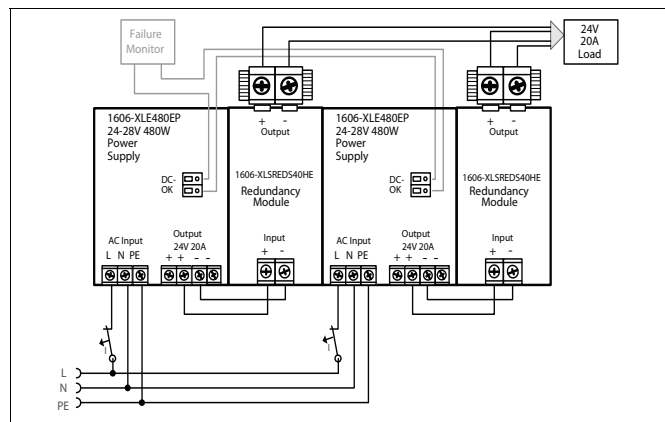 Failure
Monitor
24V
20A
Load
1606-XLE480EP
24-28V 480W
Power
Supply
DC-
OK
AC Input
L N PE
Output
24V 20A
+ + - -
+ -
Output
1606-XLSREDS40HE
Redundancy
Module
Input
+ -
1606-XLE480EP
24-28V 480W
Power
Supply
DC-
OK
AC Input
L N PE
Output
24V 20A
+ + - -
+ -
Output
1606-XLSREDS40HE
Redundancy
Module
Input
+ -
L
N
PE